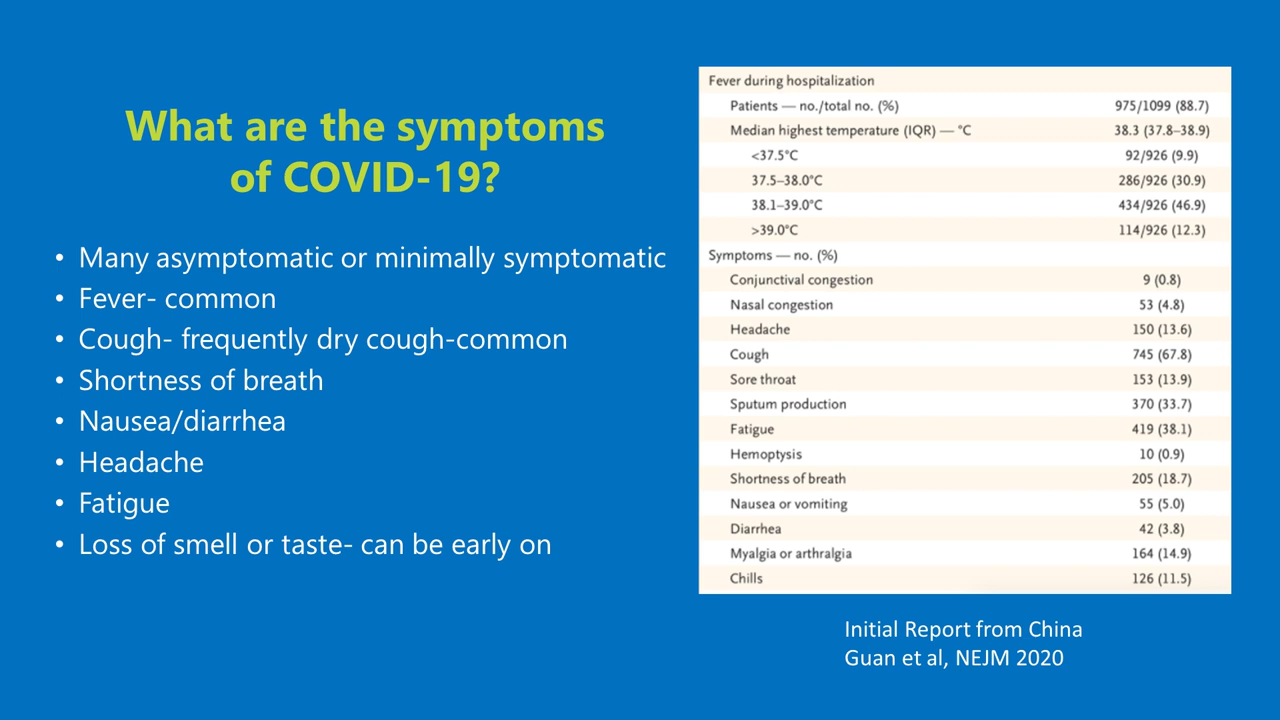 What are the symptoms
of COVID-19?
• Many asymptomatic or minimally symptomatic
• Fever- common
• Cough- frequently dry cough-common
• Shortness of breath
• Nausea/diarrhea
• Headache
• Fatigue
• Loss of smell or taste- can be early on
Fever during hospitalization
Patients — no./total no. (%) 975/1099 (88.7)
Median highest temperature (IQR) — °C 38.3 (37.8–38.9)
<37.5°C 92/926 (9.9)
37.5–38.0°C 286/926 (30.9)
38.1–39.0°C 434/926 (46.9)
>39.0°C 114/926 (12.3)
Symptoms — no. (%)
Conjunctival congestion 9 (0.8)
Nasal congestion 53 (4.8)
Headache 150 (13.6)
Cough 745 (67.8)
Sore throat 153 (13.9)
Sputum production 370 (33.7)
Fatigue 419 (38.1)
Hemoptysis 10 (0.9)
Shortness of breath 205 (18.7)
Nausea or vomiting 55 (5.0)
Diarrhea 42 (3.8)
Myalgia or arthralgia 164 (14.9)
Chills 126 (11.5)
Initial Report from China
Guan et al, NEJM 2020